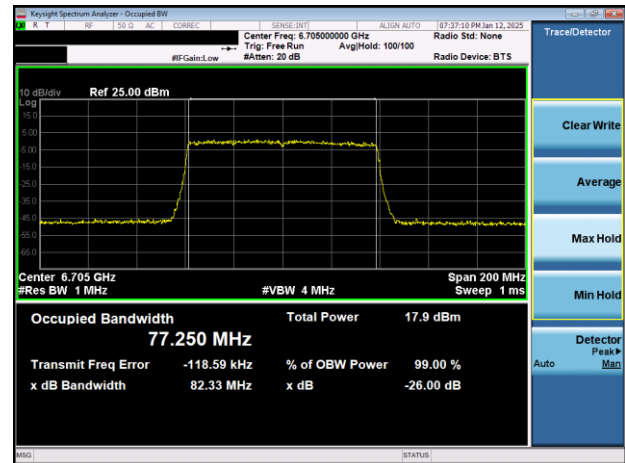 Keysight Spectrum Analyzer - Occupied BW
R T RF 50 Ω AC CORREC SENSE:INT ALIGN AUTO 07:37:10 PM Jan 12, 2025
Center Freq: 6.705000000 GHz Radio Std: None
Trig: Free Run Avg|Hold: 100/100
#IFGain:Low #Atten: 20 dB Radio Device: BTS
10 dB/div Ref 25.00 dBm
Log
15.0
5.00
-5.00
-15.0
-25.0
-35.0
-45.0
-55.0
-65.0
Center 6.705 GHz Span 200 MHz
#Res BW 1 MHz #VBW 4 MHz Sweep 1 ms
Occupied Bandwidth Total Power 17.9 dBm
77.250 MHz
Transmit Freq Error -118.59 kHz % of OBW Power 99.00 %
x dB Bandwidth 82.33 MHz x dB -26.00 dB
MSG STATUS
Trace/Detector
Clear Write
Average
Max Hold
Min Hold
Detector
Peak▶
Auto Man